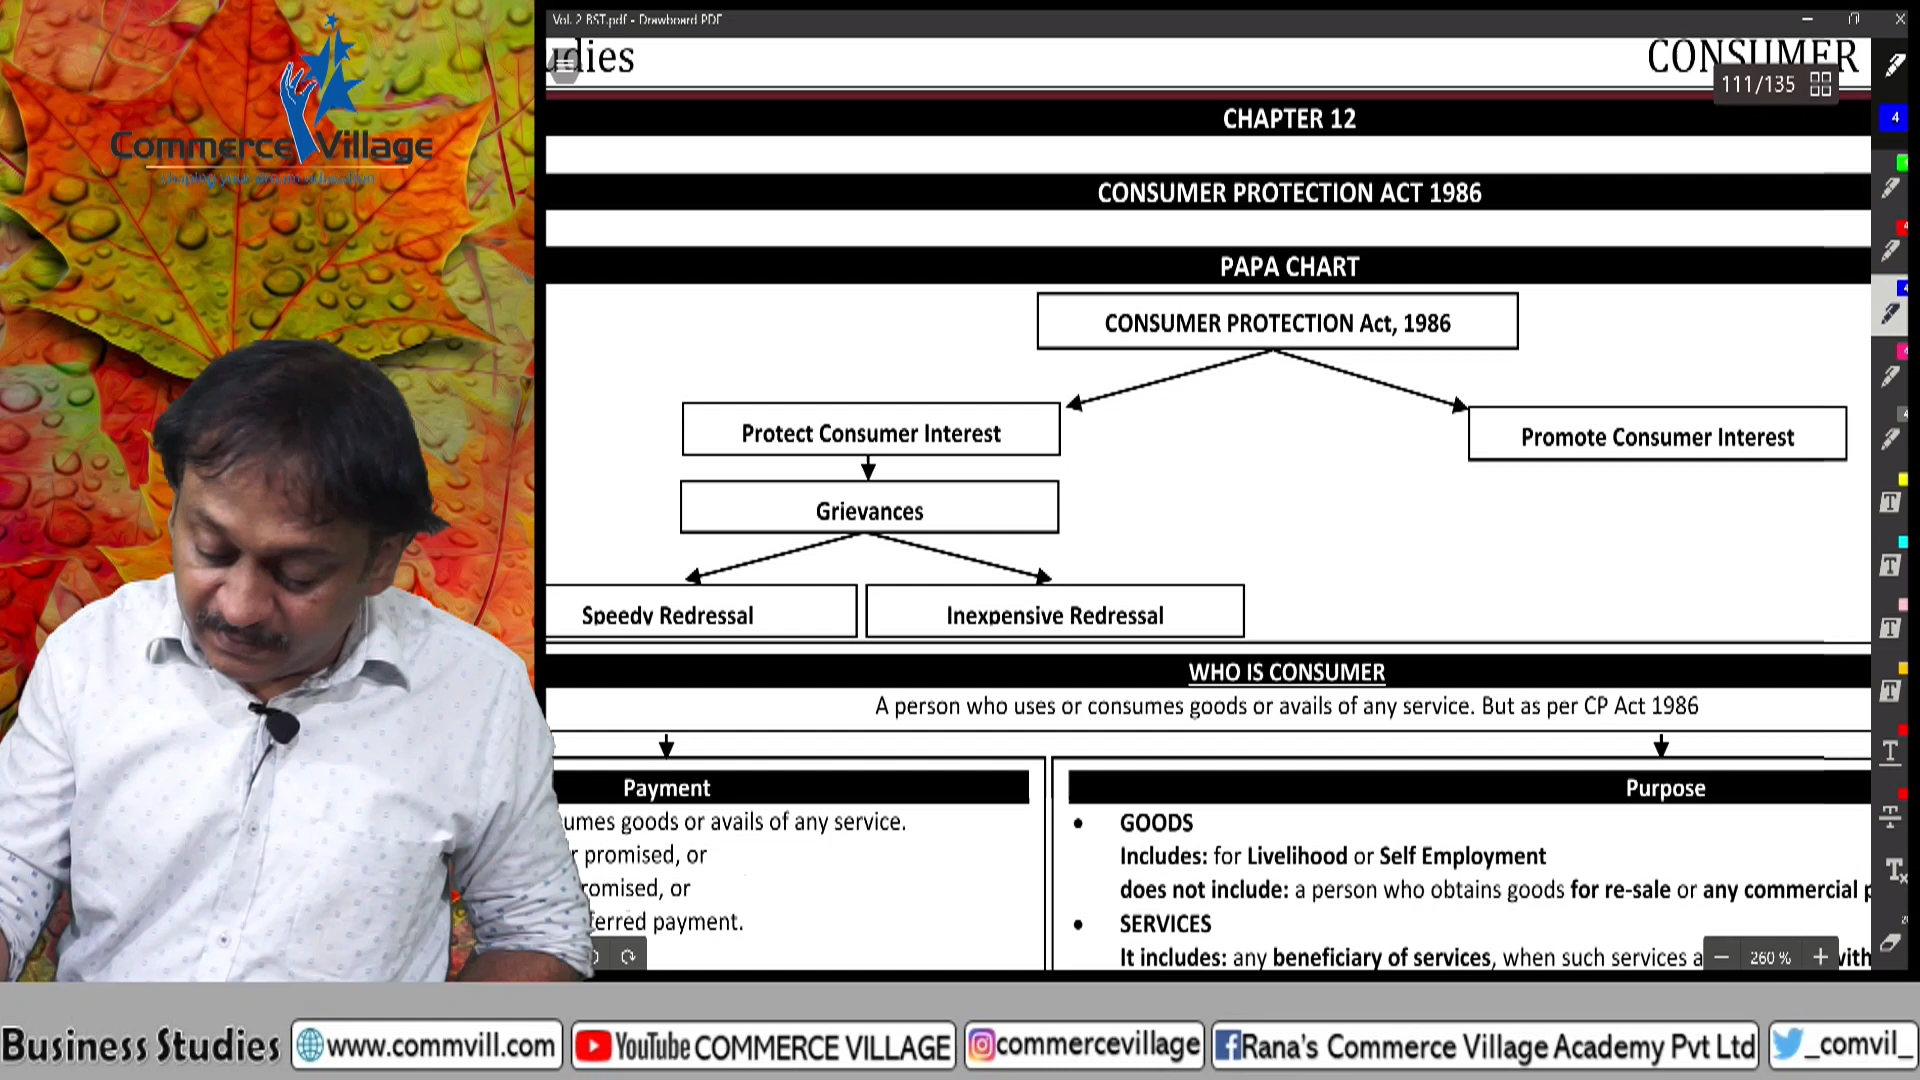 Vol. 2 BST.pdf - Drawboard PDF
udies
CONSUMER
111/135
Commerce Village
shaping your dream education
CHAPTER 12
CONSUMER PROTECTION ACT 1986
PAPA CHART
CONSUMER PROTECTION Act, 1986
Protect Consumer Interest
Promote Consumer Interest
Grievances
Speedy Redressal
Inexpensive Redressal
WHO IS CONSUMER
A person who uses or consumes goods or avails of any service. But as per CP Act 1986
Payment
umes goods or avails of any service.
r promised, or
romised, or
ferred payment.
Purpose
• GOODS
Includes: for Livelihood or Self Employment
does not include: a person who obtains goods for re-sale or any commercial p
• SERVICES
It includes: any beneficiary of services, when such services a
vith
260 %
Business Studies
www.commvill.com
YouTube COMMERCE VILLAGE
commercevillage
Rana's Commerce Village Academy Pvt Ltd
_comvil_